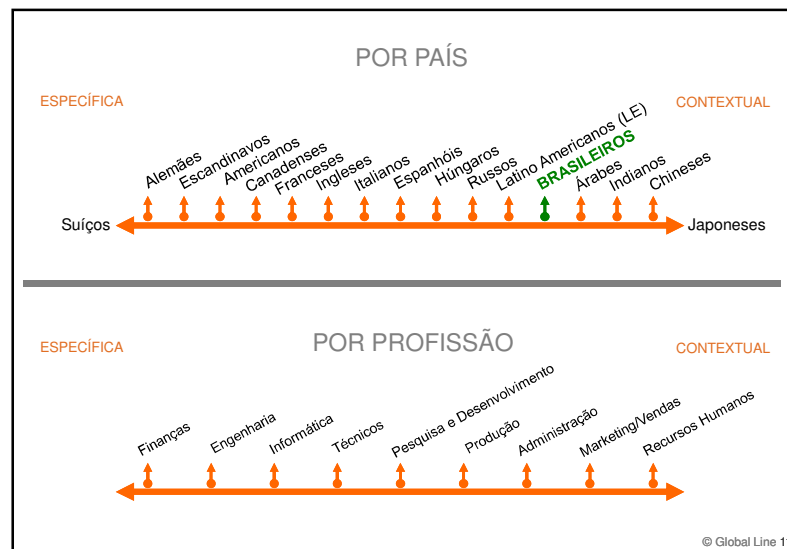 POR PAÍS
ESPECÍFICA
CONTEXTUAL
Suíços
Alemães
Escandinavos
Americanos
Canadenses
Franceses
Ingleses
Italianos
Espanhóis
Húngaros
Russos
Latino Americanos (LE)
BRASILEIROS
Árabes
Indianos
Chineses
Japoneses
POR PROFISSÃO
ESPECÍFICA
CONTEXTUAL
Finanças
Engenharia
Informática
Técnicos
Pesquisa e Desenvolvimento
Produção
Administração
Marketing/Vendas
Recursos Humanos
© Global Line